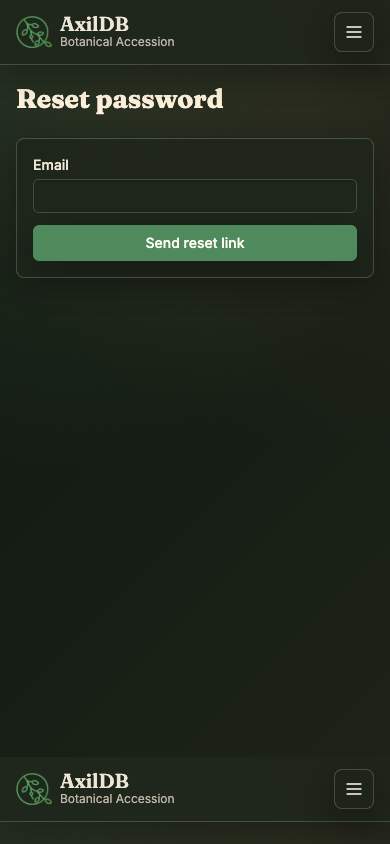 AxilDB
Botanical Accession
Reset password
Email
Send reset link
AxilDB
Botanical Accession